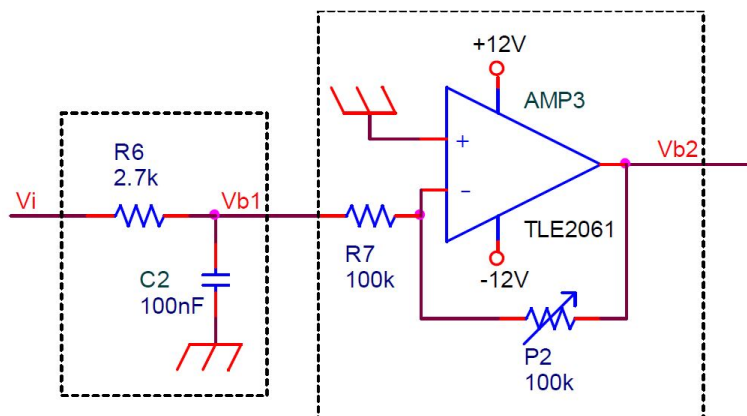 +12V
AMP3
+
-
TLE2061
-12V
Vb2
Vi
R6
2.7k
Vb1
C2
100nF
R7
100k
P2
100k